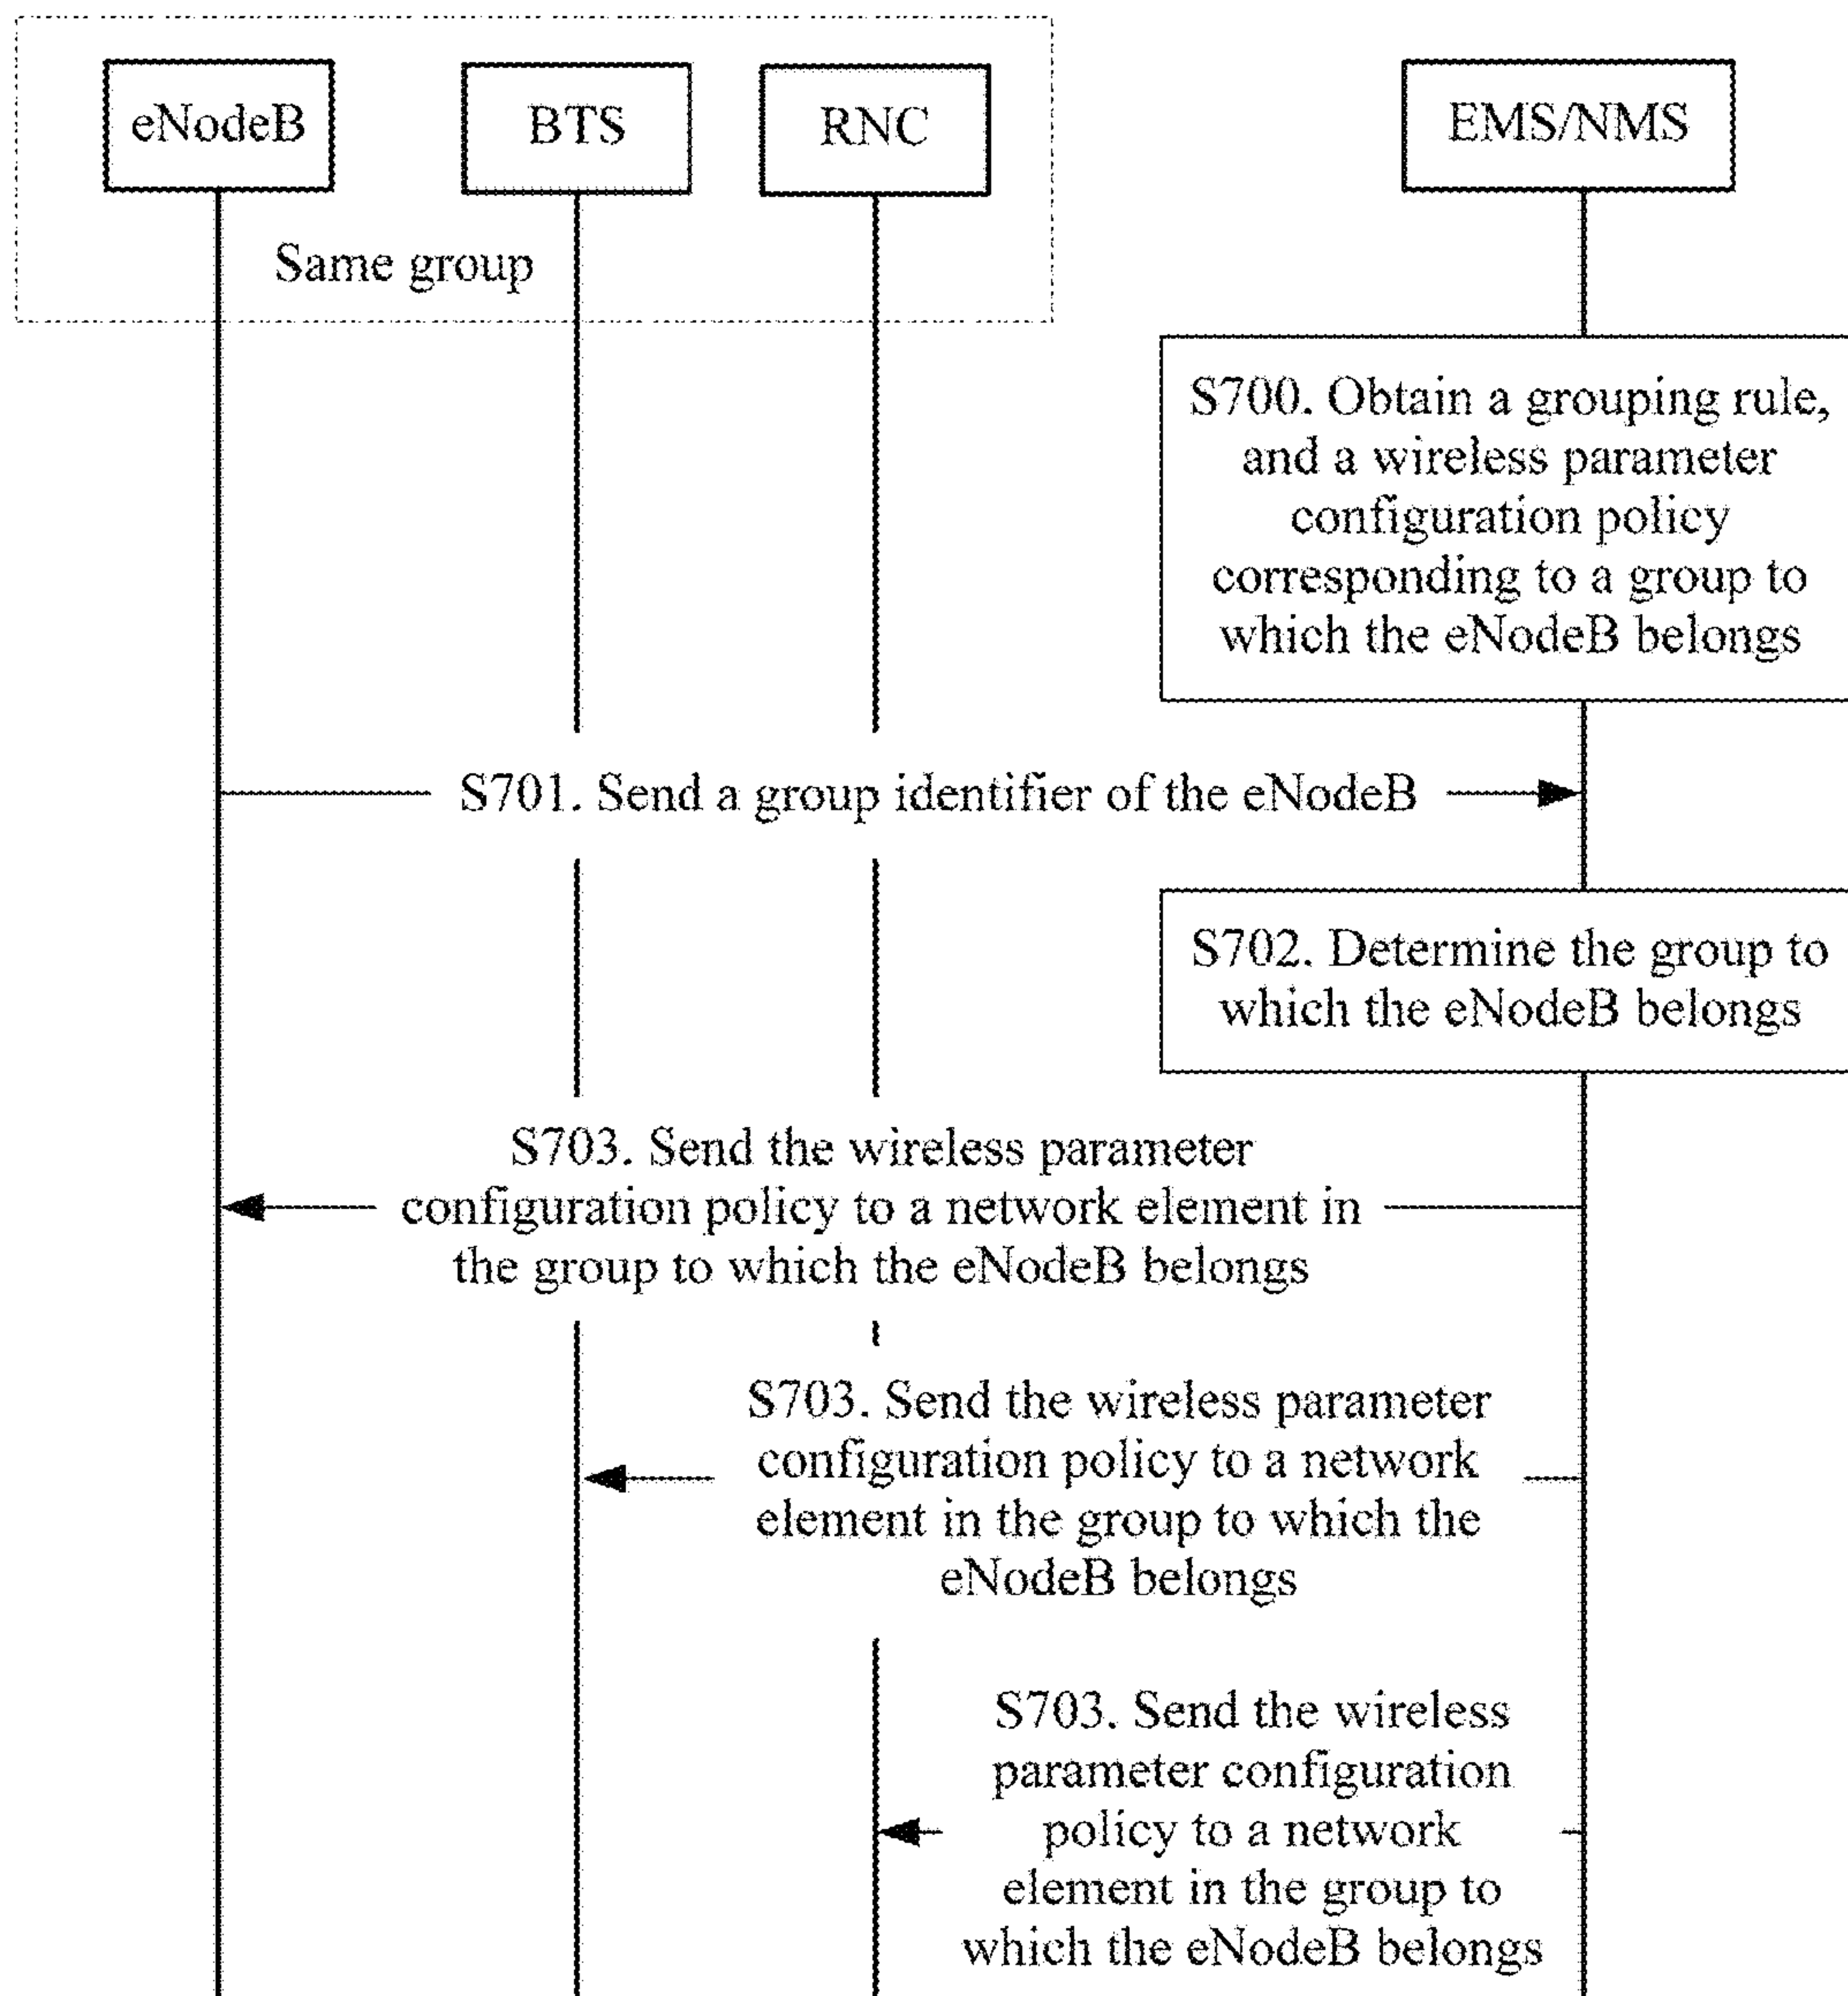 eNodeB
BTS
RNC
EMS/NMS
Same group
S700. Obtain a grouping rule,
and a wireless parameter
configuration policy
corresponding to a group to
which the eNodeB belongs
S701. Send a group identifier of the eNodeB
S702. Determine the group to
which the eNodeB belongs
S703. Send the wireless parameter
configuration policy to a network element in
the group to which the eNodeB belongs
S703. Send the wireless parameter
configuration policy to a network
element in the group to which the
eNodeB belongs
S703. Send the wireless
parameter configuration
policy to a network
element in the group to
which the eNodeB belongs